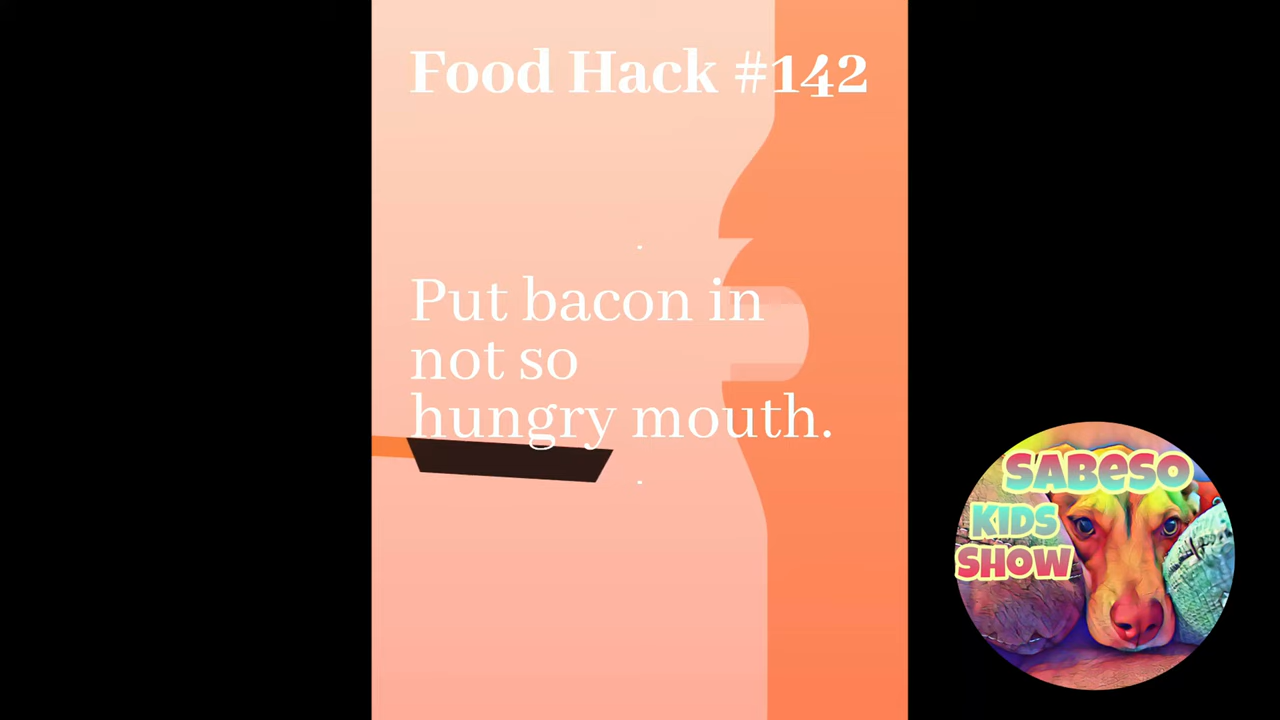 Food Hack #142
.
Put bacon in
not so
hungry mouth.
.
SABESO
KIDS
SHOW